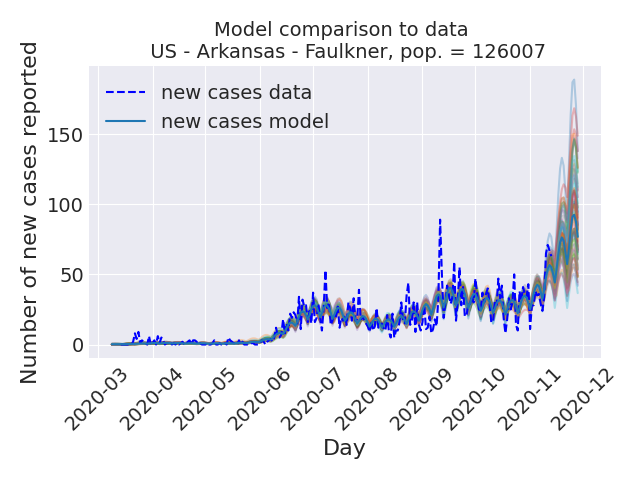 Model comparison to data
US - Arkansas - Faulkner, pop. = 126007
Number of new cases reported
new cases data
new cases model
150
100
50
0
2020-03
2020-04
2020-05
2020-06
2020-07
2020-08
2020-09
2020-10
2020-11
2020-12
Day